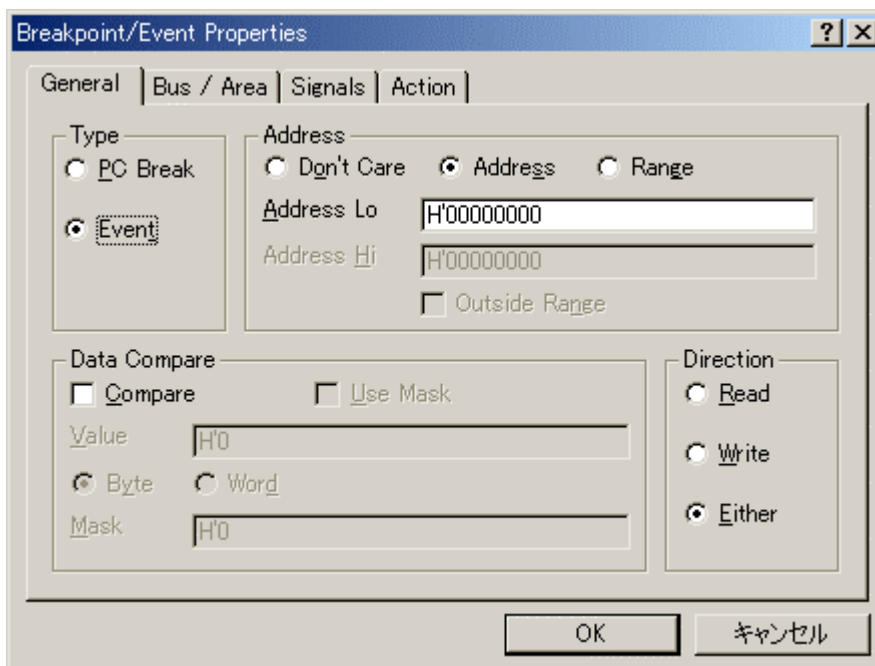 Breakpoint/Event Properties
General Bus / Area Signals Action
Type
PC Break
Event
Address
Don't Care Address Range
Address Lo H'00000000
Address Hi H'00000000
Outside Range
Data Compare
Compare Use Mask
Value H'0
Byte Word
Mask H'0
Direction
Read
Write
Either
OK キャンセル